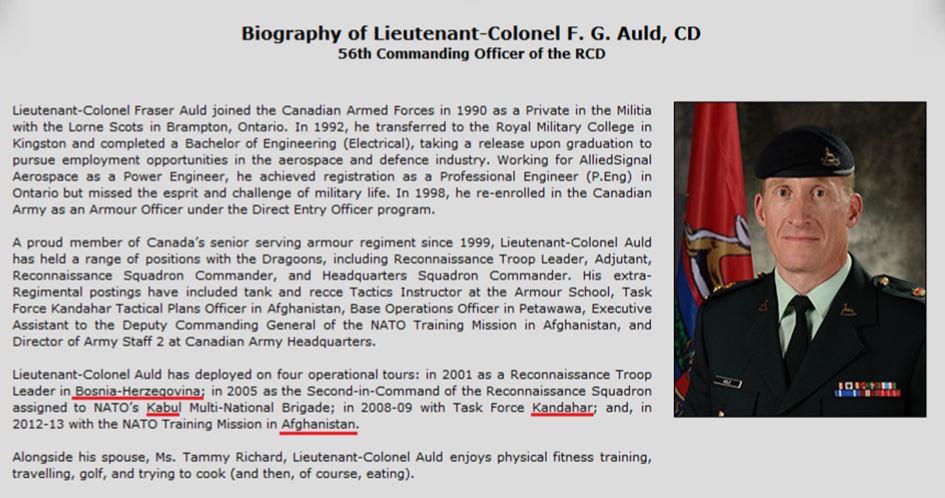 Biography of Lieutenant-Colonel F. G. Auld, CD
56th Commanding Officer of the RCD
Lieutenant-Colonel Fraser Auld joined the Canadian Armed Forces in 1990 as a Private in the Militia
with the Lorne Scots in Brampton, Ontario. In 1992, he transferred to the Royal Military College in
Kingston and completed a Bachelor of Engineering (Electrical), taking a release upon graduation to
pursue employment opportunities in the aerospace and defence industry. Working for AlliedSignal
Aerospace as a Power Engineer, he achieved registration as a Professional Engineer (P.Eng) in
Ontario but missed the esprit and challenge of military life. In 1998, he re-enrolled in the Canadian
Army as an Armour Officer under the Direct Entry Officer program.
A proud member of Canada's senior serving armour regiment since 1999, Lieutenant-Colonel Auld
has held a range of positions with the Dragoons, including Reconnaissance Troop Leader, Adjutant,
Reconnaissance Squadron Commander, and Headquarters Squadron Commander. His extra-
Regimental postings have included tank and recce Tactics Instructor at the Armour School, Task
Force Kandahar Tactical Plans Officer in Afghanistan, Base Operations Officer in Petawawa, Executive
Assistant to the Deputy Commanding General of the NATO Training Mission in Afghanistan, and
Director of Army Staff 2 at Canadian Army Headquarters.
Lieutenant-Colonel Auld has deployed on four operational tours: in 2001 as a Reconnaissance Troop
Leader in Bosnia-Herzegovina; in 2005 as the Second-in-Command of the Reconnaissance Squadron
assigned to NATO's Kabul Multi-National Brigade; in 2008-09 with Task Force Kandahar; and, in
2012-13 with the NATO Training Mission in Afghanistan.
Alongside his spouse, Ms. Tammy Richard, Lieutenant-Colonel Auld enjoys physical fitness training,
travelling, golf, and trying to cook (and then, of course, eating).